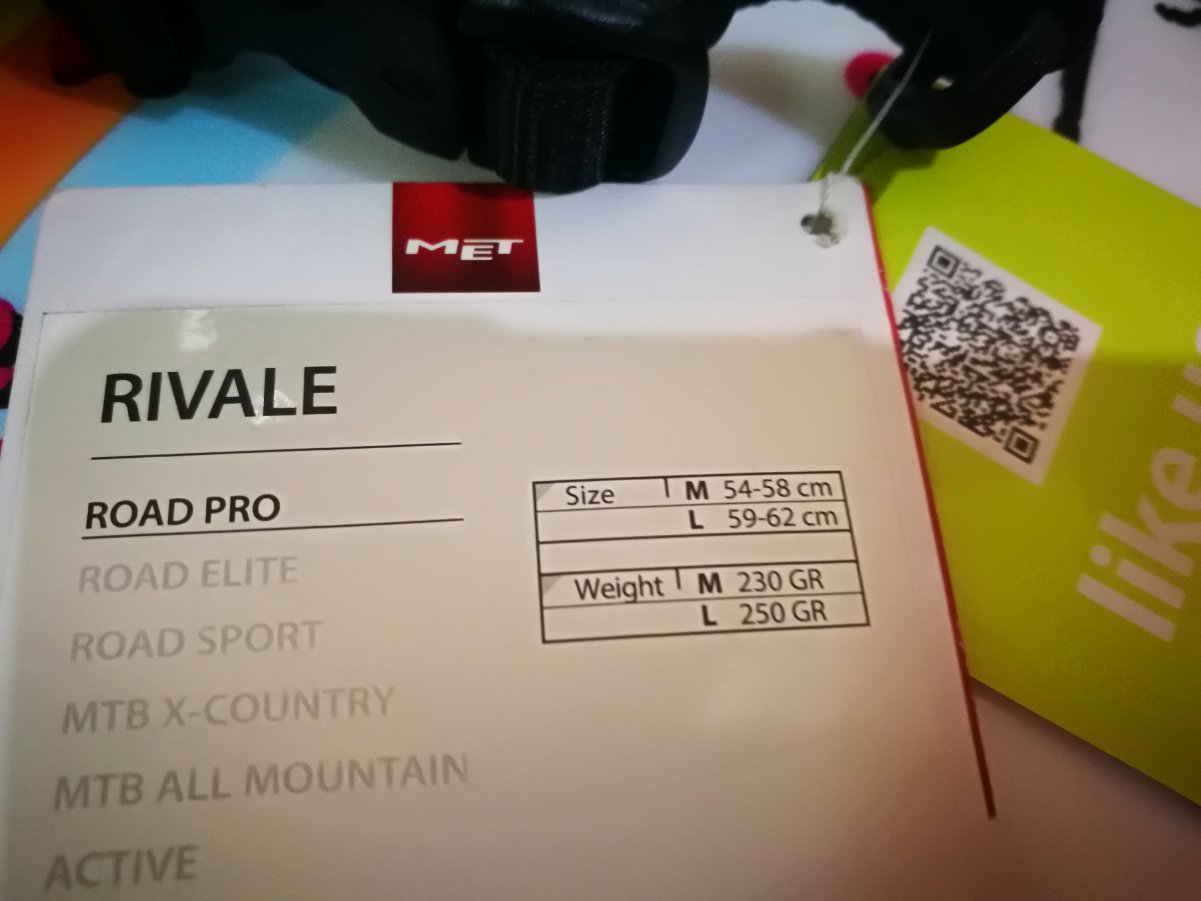 MET
RIVALE
ROAD PRO
ROAD ELITE
ROAD SPORT
MTB X-COUNTRY
MTB ALL MOUNTAIN
ACTIVE
Size M 54-58 cm
L 59-62 cm
Weight M 230 GR
L 250 GR
like